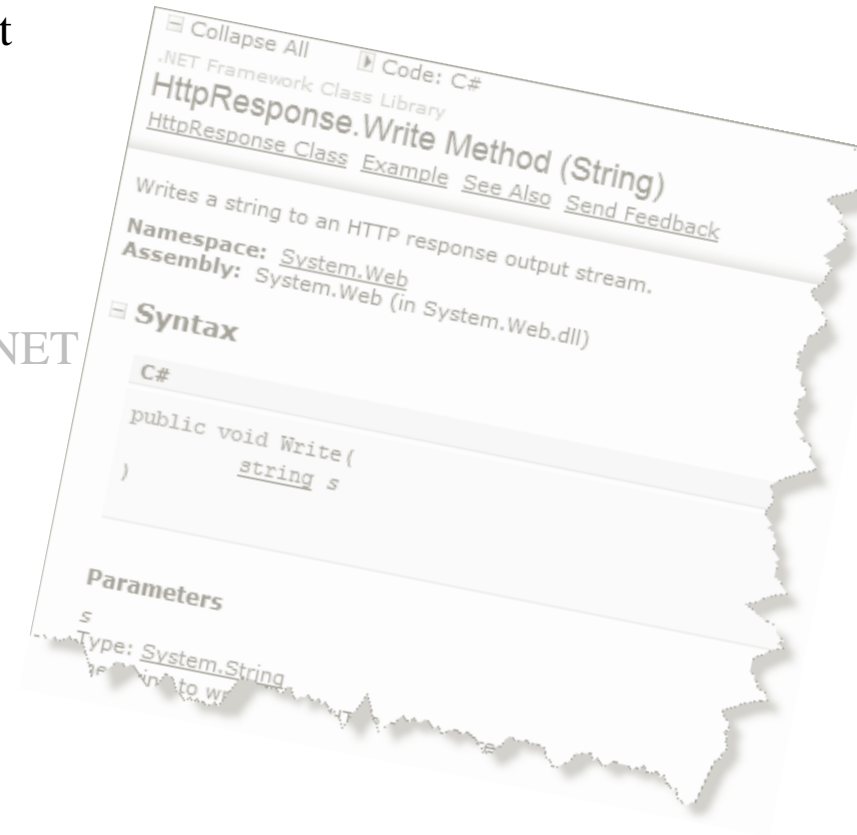 t
Collapse All Code: C#
.NET Framework Class Library
HttpResponse.Write Method (String)
HttpResponse Class Example See Also Send Feedback
Writes a string to an HTTP response output stream.
Namespace: System.Web
Assembly: System.Web (in System.Web.dll)
NET
Syntax
C#
public void Write(
string s
)
Parameters
s
Type: System.String
to